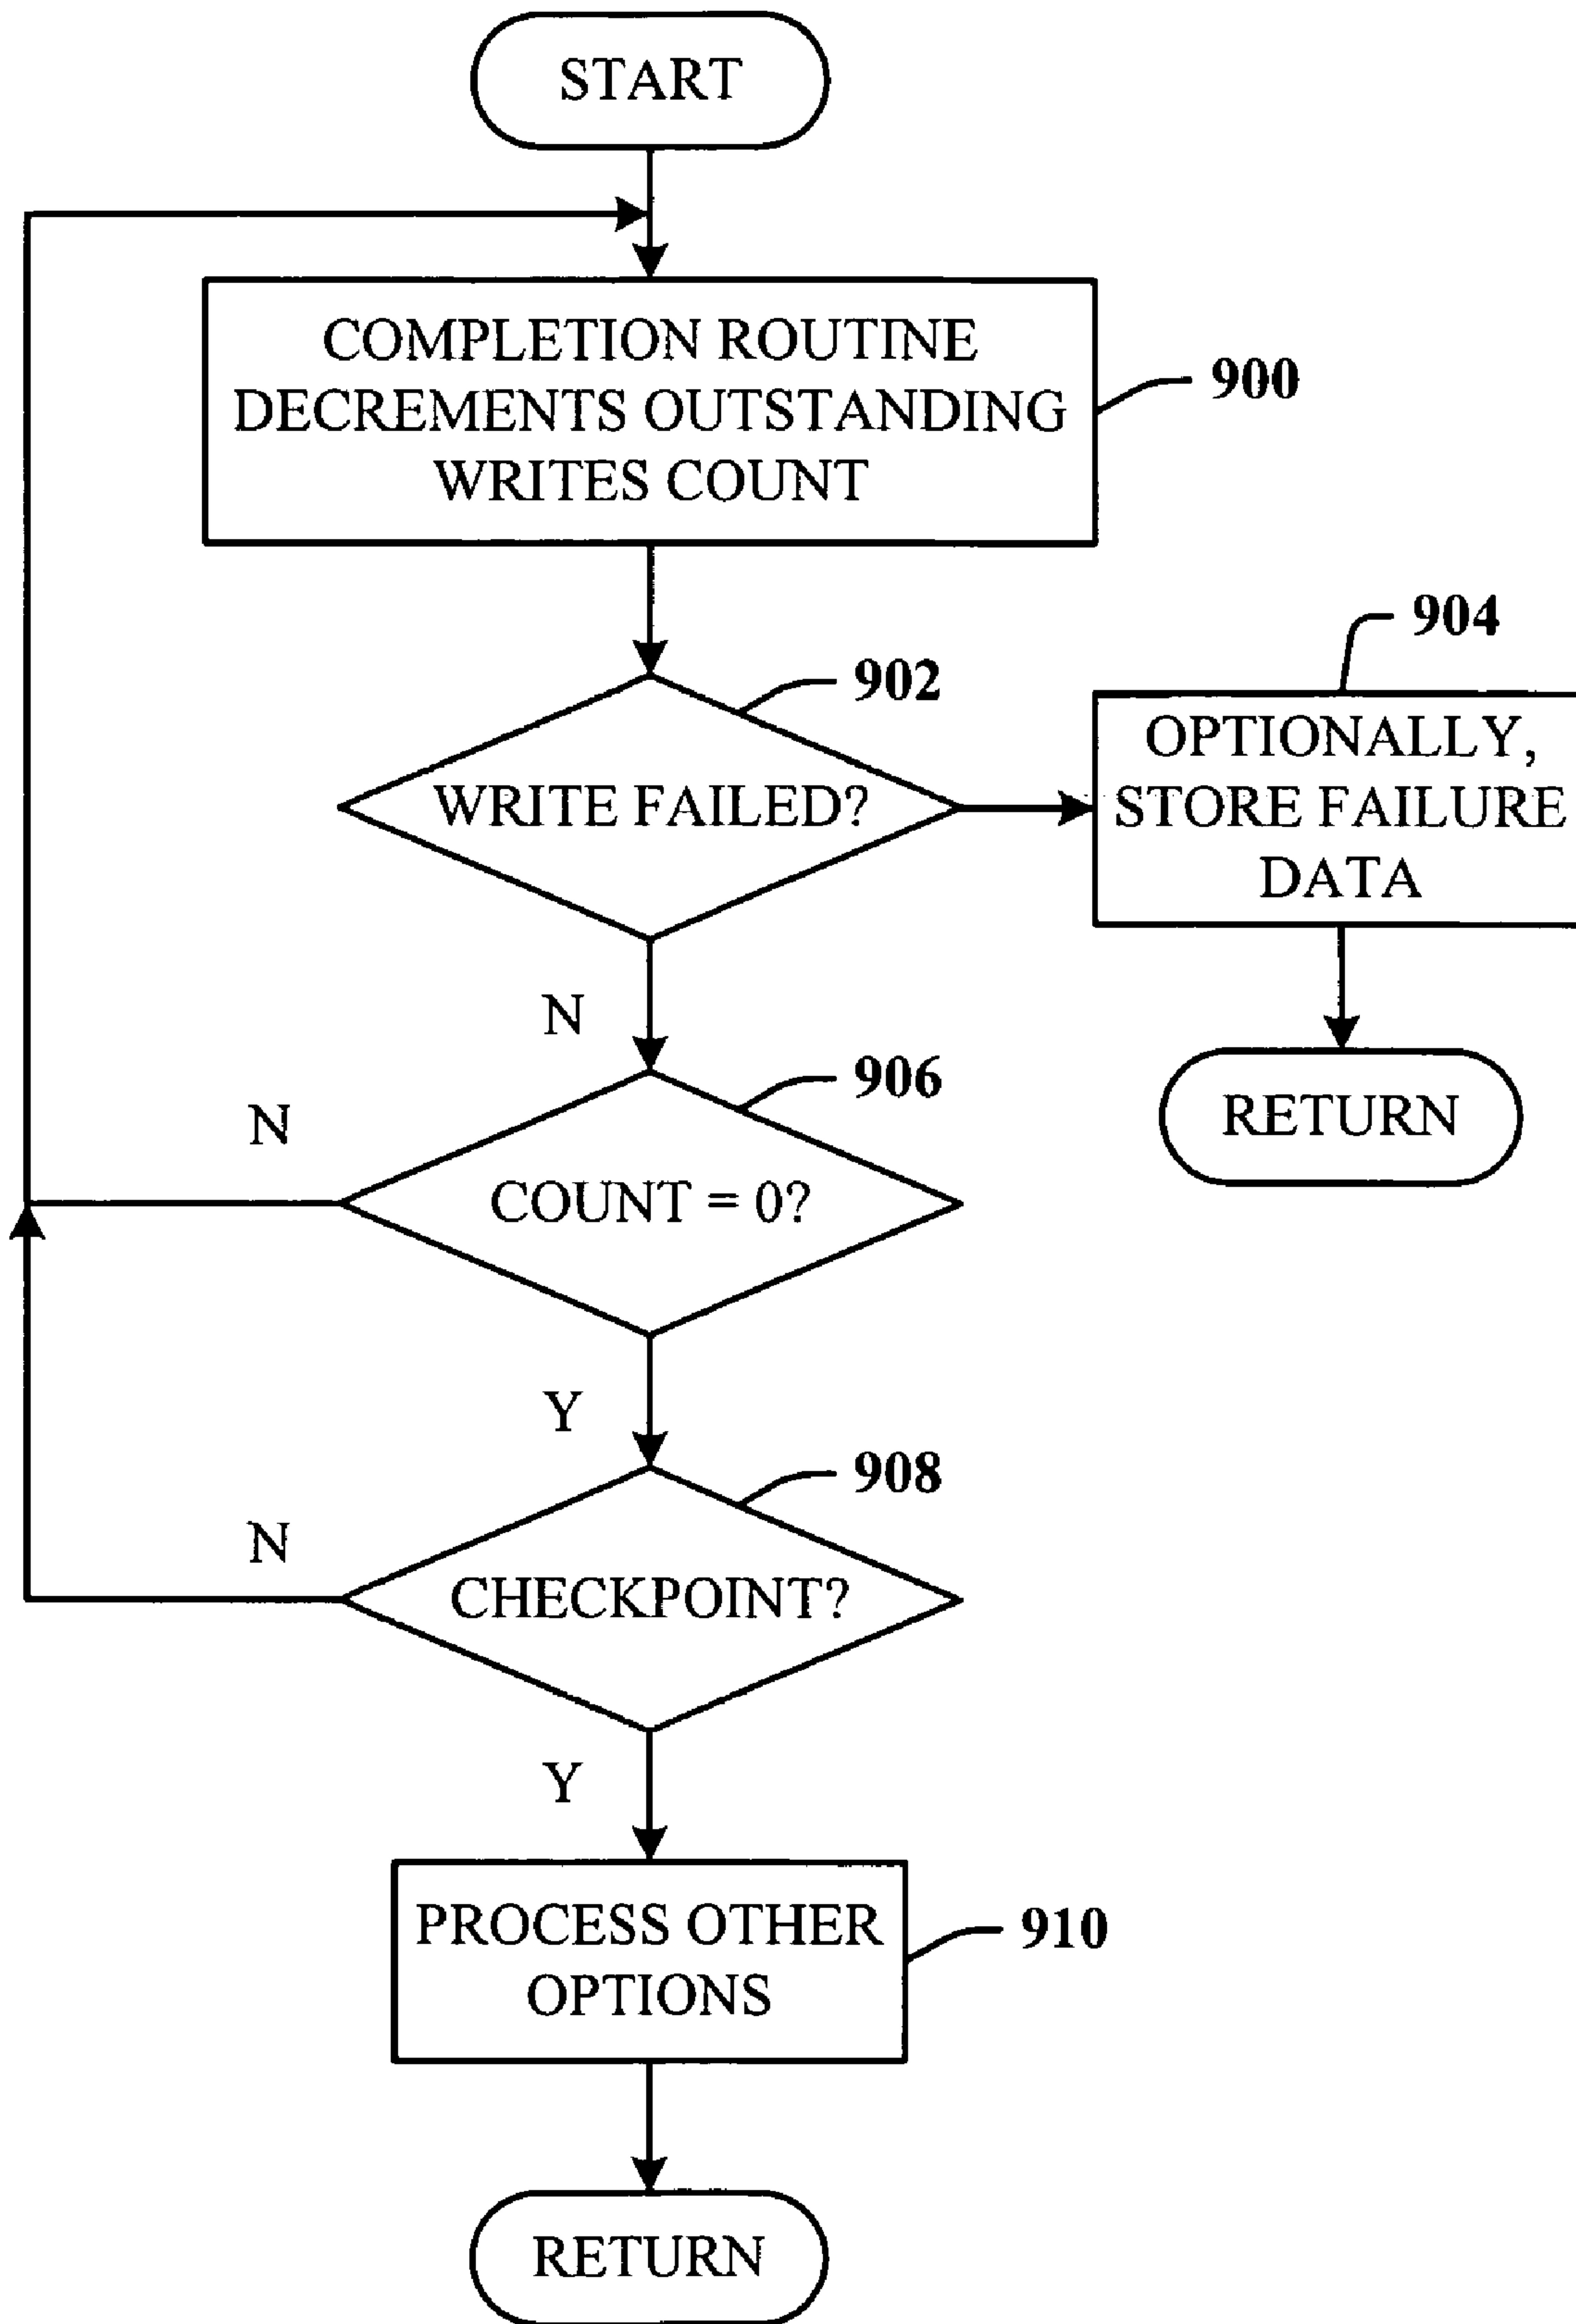 START
COMPLETION ROUTINE
DECREMENTS OUTSTANDING
WRITES COUNT
900
902
WRITE FAILED?
904
OPTIONALLY,
STORE FAILURE
DATA
N
RETURN
906
N
COUNT = 0?
Y
908
N
CHECKPOINT?
Y
PROCESS OTHER
OPTIONS
910
RETURN